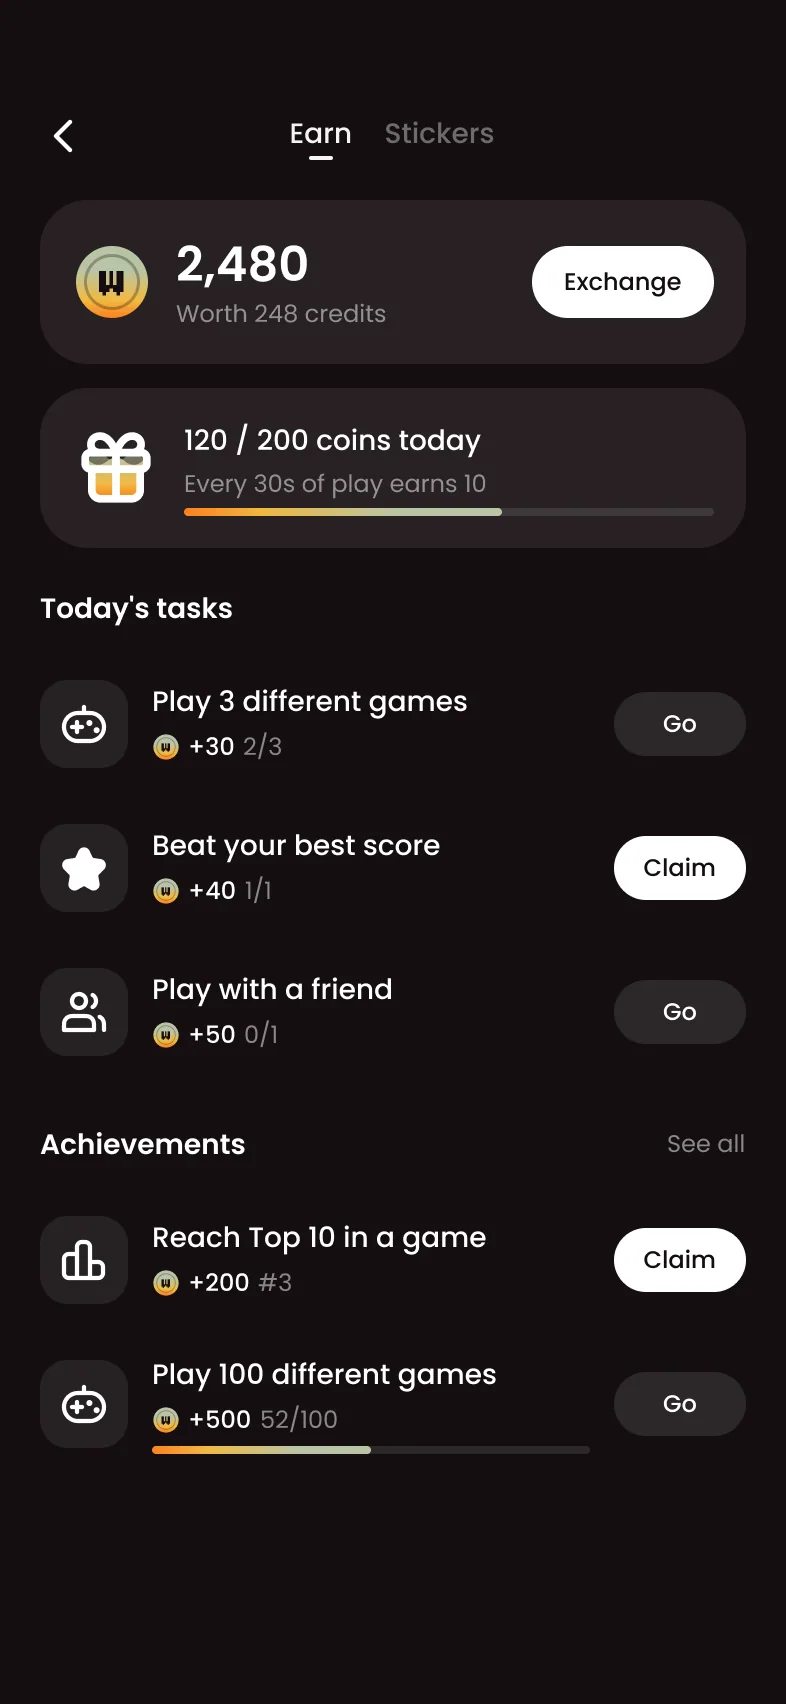 Earn Stickers
2,480
Worth 248 credits
Exchange
120 / 200 coins today
Every 30s of play earns 10
Today's tasks
Play 3 different games
+30 2/3
Go
Beat your best score
+40 1/1
Claim
Play with a friend
+50 0/1
Go
Achievements
See all
Reach Top 10 in a game
+200 #3
Claim
Play 100 different games
+500 52/100
Go